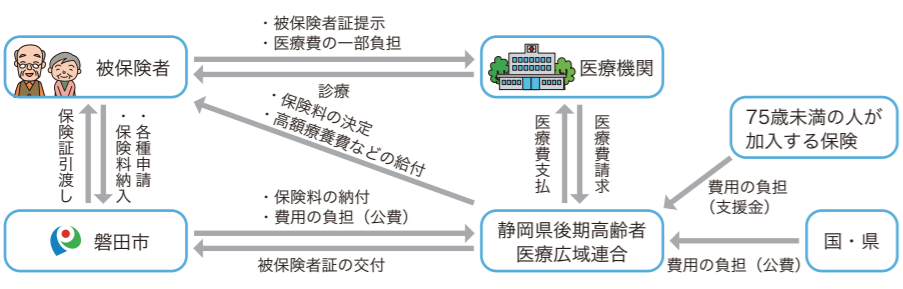 ・被保険者証提示
・医療費の一部負担
被保険者
医療機関
診療
・保険料の決定
・高額療養費などの給付
保険証引渡し
・各種申請
・保険料納入
医療費支払
医療費請求
75歳未満の人が
加入する保険
費用の負担
（支援金）
・保険料の納付
・費用の負担（公費）
磐田市
静岡県後期高齢者
医療広域連合
国・県
被保険者証の交付
費用の負担（公費）